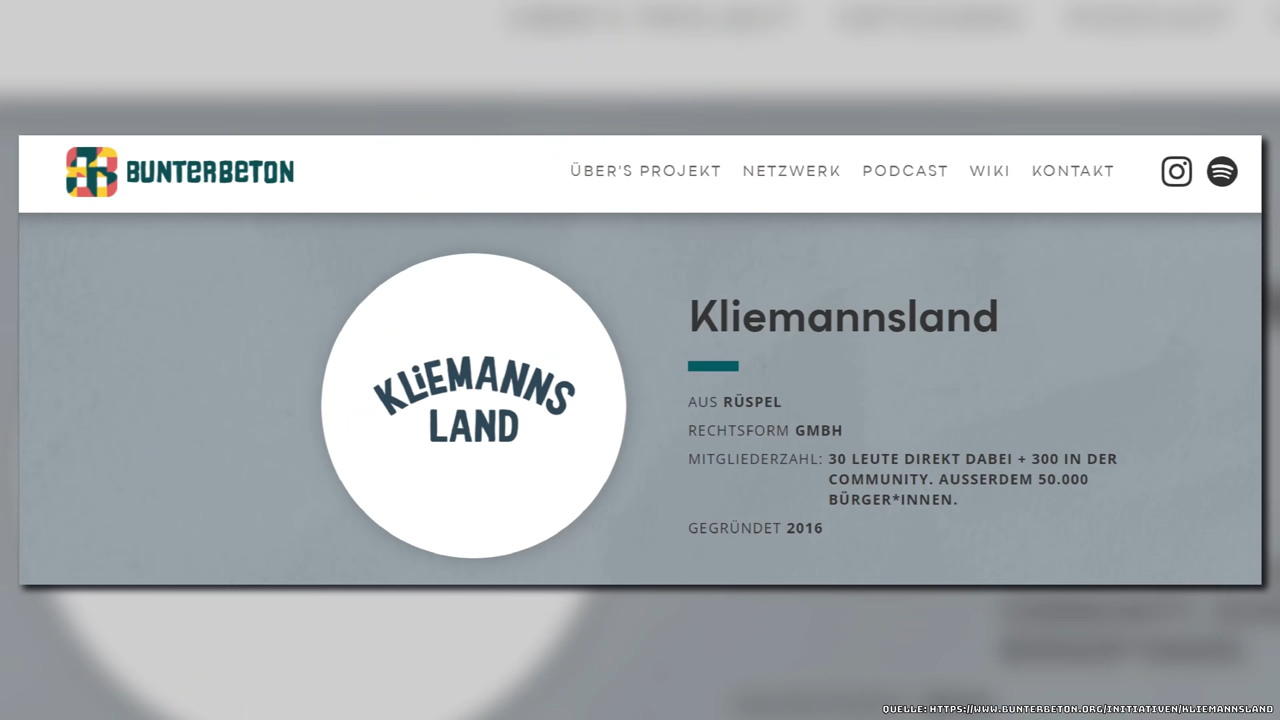 BUNTERBETON
ÜBER'S PROJEKT NETZWERK PODCAST WIKI KONTAKT
KLiEMANNS
LAND
Kliemannsland
AUS RÜSPEL
RECHTSFORM GMBH
MITGLIEDERZAHL: 30 LEUTE DIREKT DABEI + 300 IN DER
COMMUNITY. AUSSERDEM 50.000
BÜRGER*INNEN.
GEGRÜNDET 2016
QUELLE: HTTPS://WWW.BUNTERBETON.ORG/INITIATIVEN/KLIEMANNSLAND